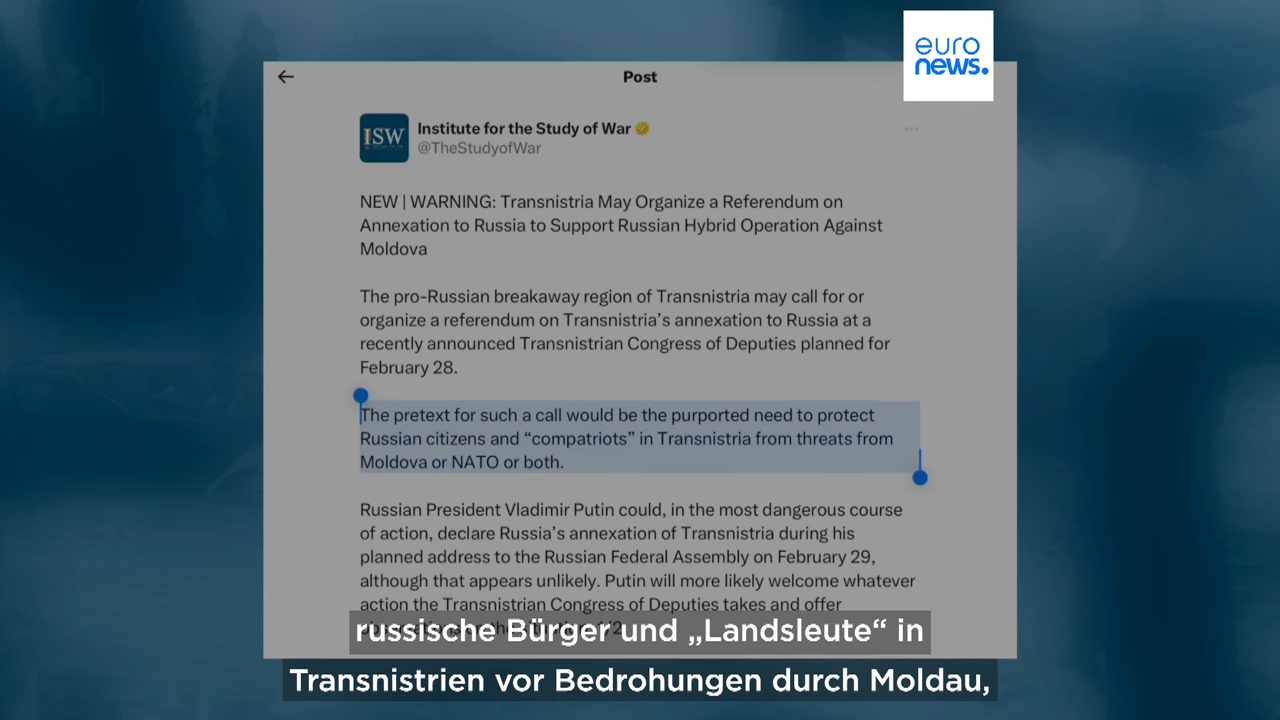 euro
news.
Post
ISW
Institute for the Study of War
@TheStudyofWar
NEW | WARNING: Transnistria May Organize a Referendum on
Annexation to Russia to Support Russian Hybrid Operation Against
Moldova
The pro-Russian breakaway region of Transnistria may call for or
organize a referendum on Transnistria's annexation to Russia at a
recently announced Transnistrian Congress of Deputies planned for
February 28.
The pretext for such a call would be the purported need to protect
Russian citizens and “compatriots” in Transnistria from threats from
Moldova or NATO or both.
Russian President Vladimir Putin could, in the most dangerous course
of action, declare Russia's annexation of Transnistria during his
planned address to the Russian Federal Assembly on February 29,
although that appears unlikely. Putin will more likely welcome whatever
action the Transnistrian Congress of Deputies takes and offer
russische Bürger und „Landsleute“ in
Transnistrien vor Bedrohungen durch Moldau,